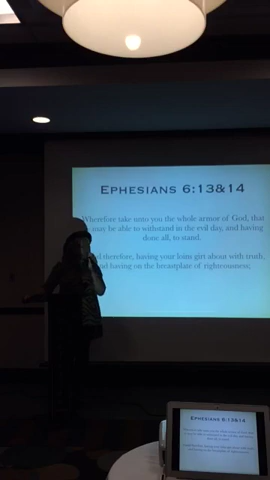 EPHESIANS 6:13&14
Wherefore take unto you the whole armor of God, that
may be able to withstand in the evil day, and having
done all, to stand.
therefore, having your loins girt about with truth,
and having on the breastplate of righteousness;
EPHESIANS 6:13&14